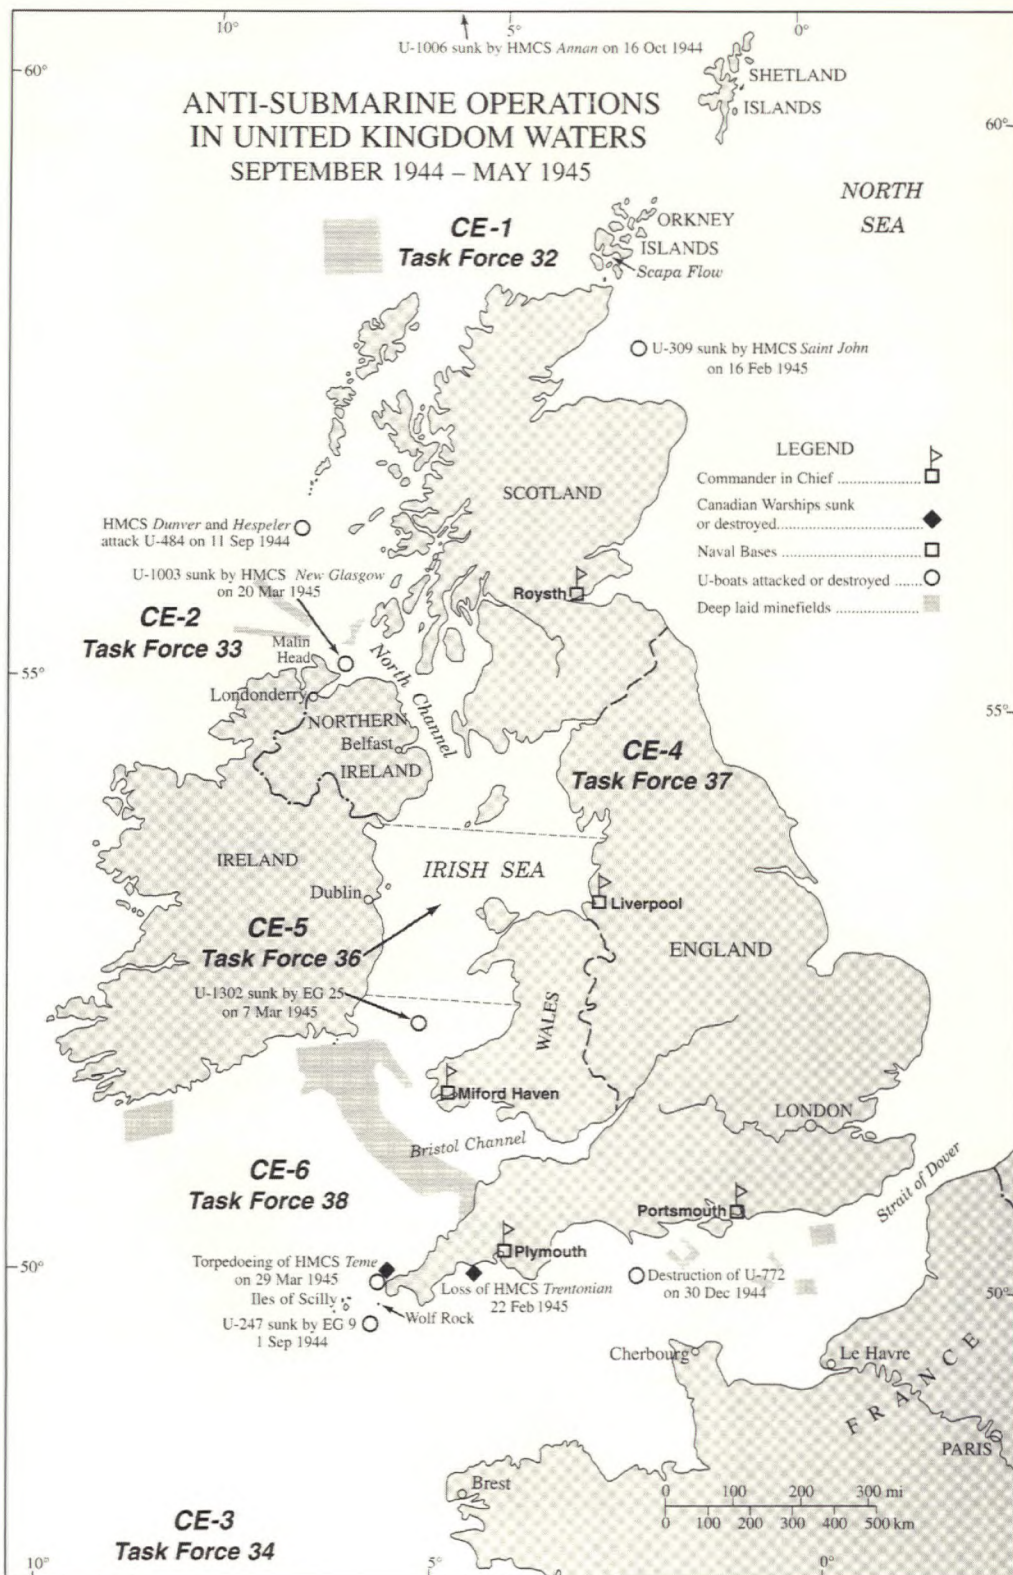 10°
5°
0°
U-1006 sunk by HMCS Annan on 16 Oct 1944
60°
SHETLAND
ISLANDS
60°
ANTI-SUBMARINE OPERATIONS
IN UNITED KINGDOM WATERS
SEPTEMBER 1944 – MAY 1945
NORTH
SEA
CE-1
Task Force 32
ORKNEY
ISLANDS
Scapa Flow
U-309 sunk by HMCS Saint John
on 16 Feb 1945
LEGEND
Commander in Chief
Canadian Warships sunk
or destroyed
Naval Bases
U-boats attacked or destroyed
Deep laid minefields
SCOTLAND
HMCS Dunver and Hespeler
attack U-484 on 11 Sep 1944
U-1003 sunk by HMCS New Glasgow
on 20 Mar 1945
Roysth
CE-2
Task Force 33
Malin
Head
North Channel
55°
Londonderry
NORTHERN
IRELAND
Belfast
55°
CE-4
Task Force 37
IRELAND
IRISH SEA
Dublin
Liverpool
CE-5
Task Force 36
ENGLAND
U-1302 sunk by EG 25
on 7 Mar 1945
WALES
Miford Haven
LONDON
Bristol Channel
CE-6
Task Force 38
Strait of Dover
Portsmouth
Plymouth
Torpedoing of HMCS Teme
on 29 Mar 1945
50°
Iles of Scilly
Wolf Rock
Loss of HMCS Trentonian
22 Feb 1945
Destruction of U-772
on 30 Dec 1944
50°
U-247 sunk by EG 9
1 Sep 1944
Cherbourg
Le Havre
FRANCE
PARIS
Brest
0 100 200 300 mi
0 100 200 300 400 500 km
CE-3
Task Force 34
10°
5°
0°